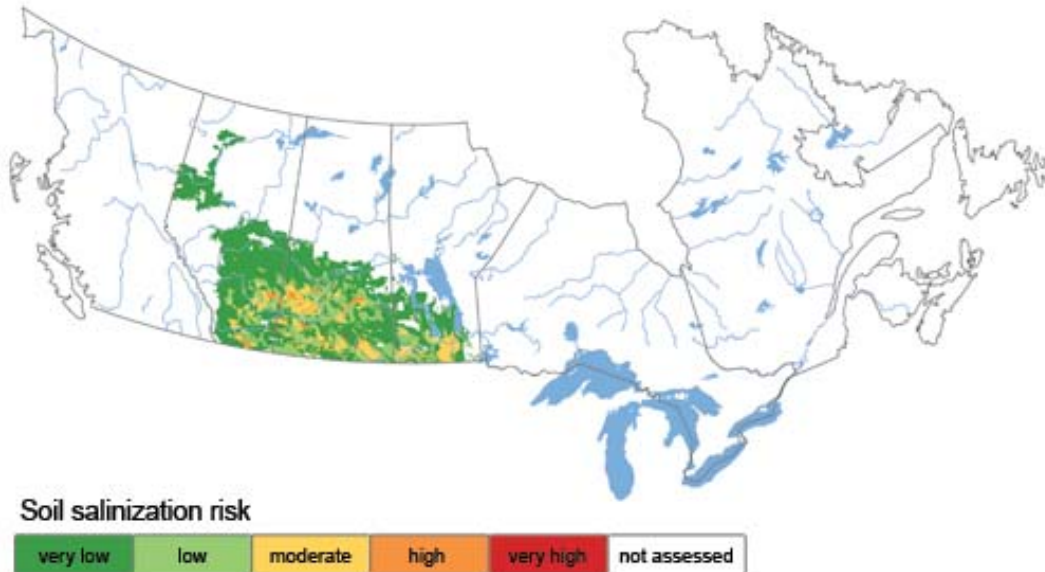 Soil salinization risk
very low low moderate high very high not assessed